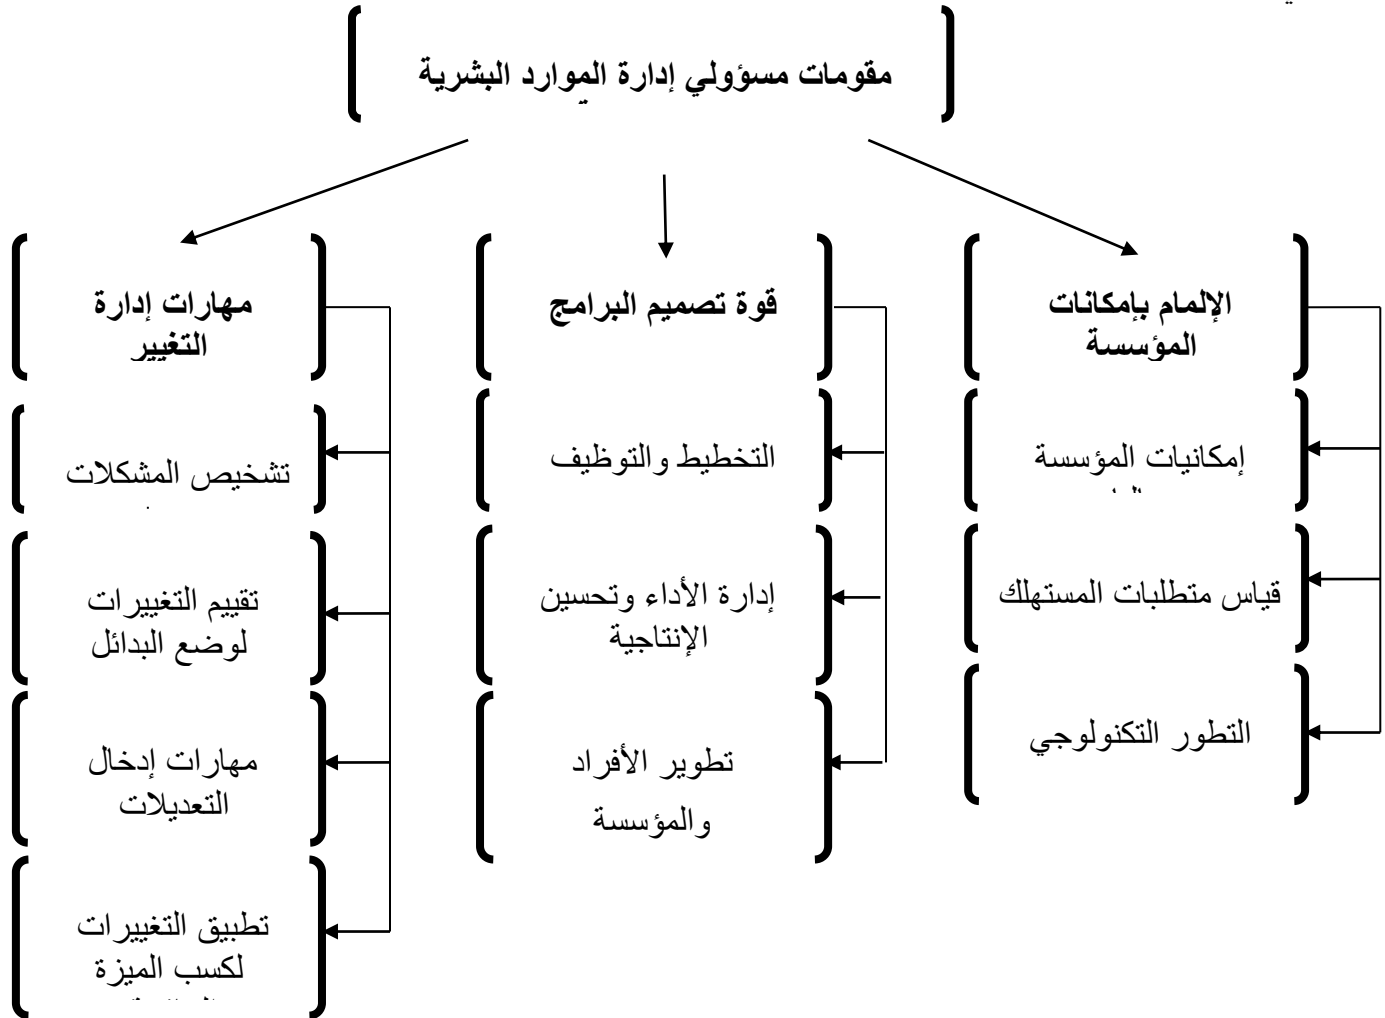 مقومات مسؤولي إدارة الموارد البشرية
الإلمام بإمكانات
المؤسسة
إمكانيات المؤسسة
قياس متطلبات المستهلك
التطور التكنولوجي
قوة تصميم البرامج
التخطيط والتوظيف
إدارة الأداء وتحسين
الإنتاجية
تطوير الأفراد
والمؤسسة
مهارات إدارة
التغيير
تشخيص المشكلات
تقييم التغييرات
لوضع البدائل
مهارات إدخال
التعديلات
تطبيق التغييرات
لكسب الميزة